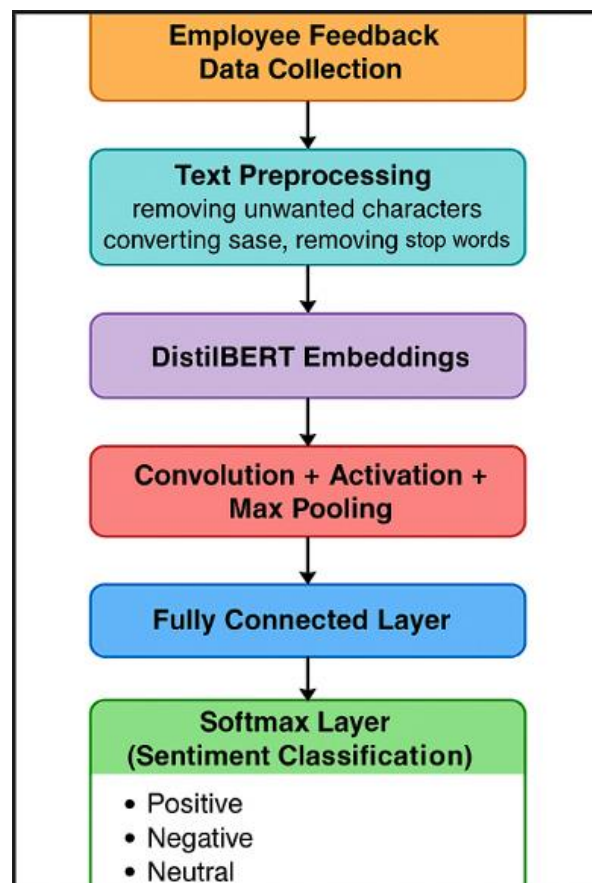 Employee Feedback
Data Collection
Text Preprocessing
removing unwanted characters
converting sase, removing stop words
DistilBERT Embeddings
Convolution + Activation +
Max Pooling
Fully Connected Layer
Softmax Layer
(Sentiment Classification)
• Positive
• Negative
• Neutral